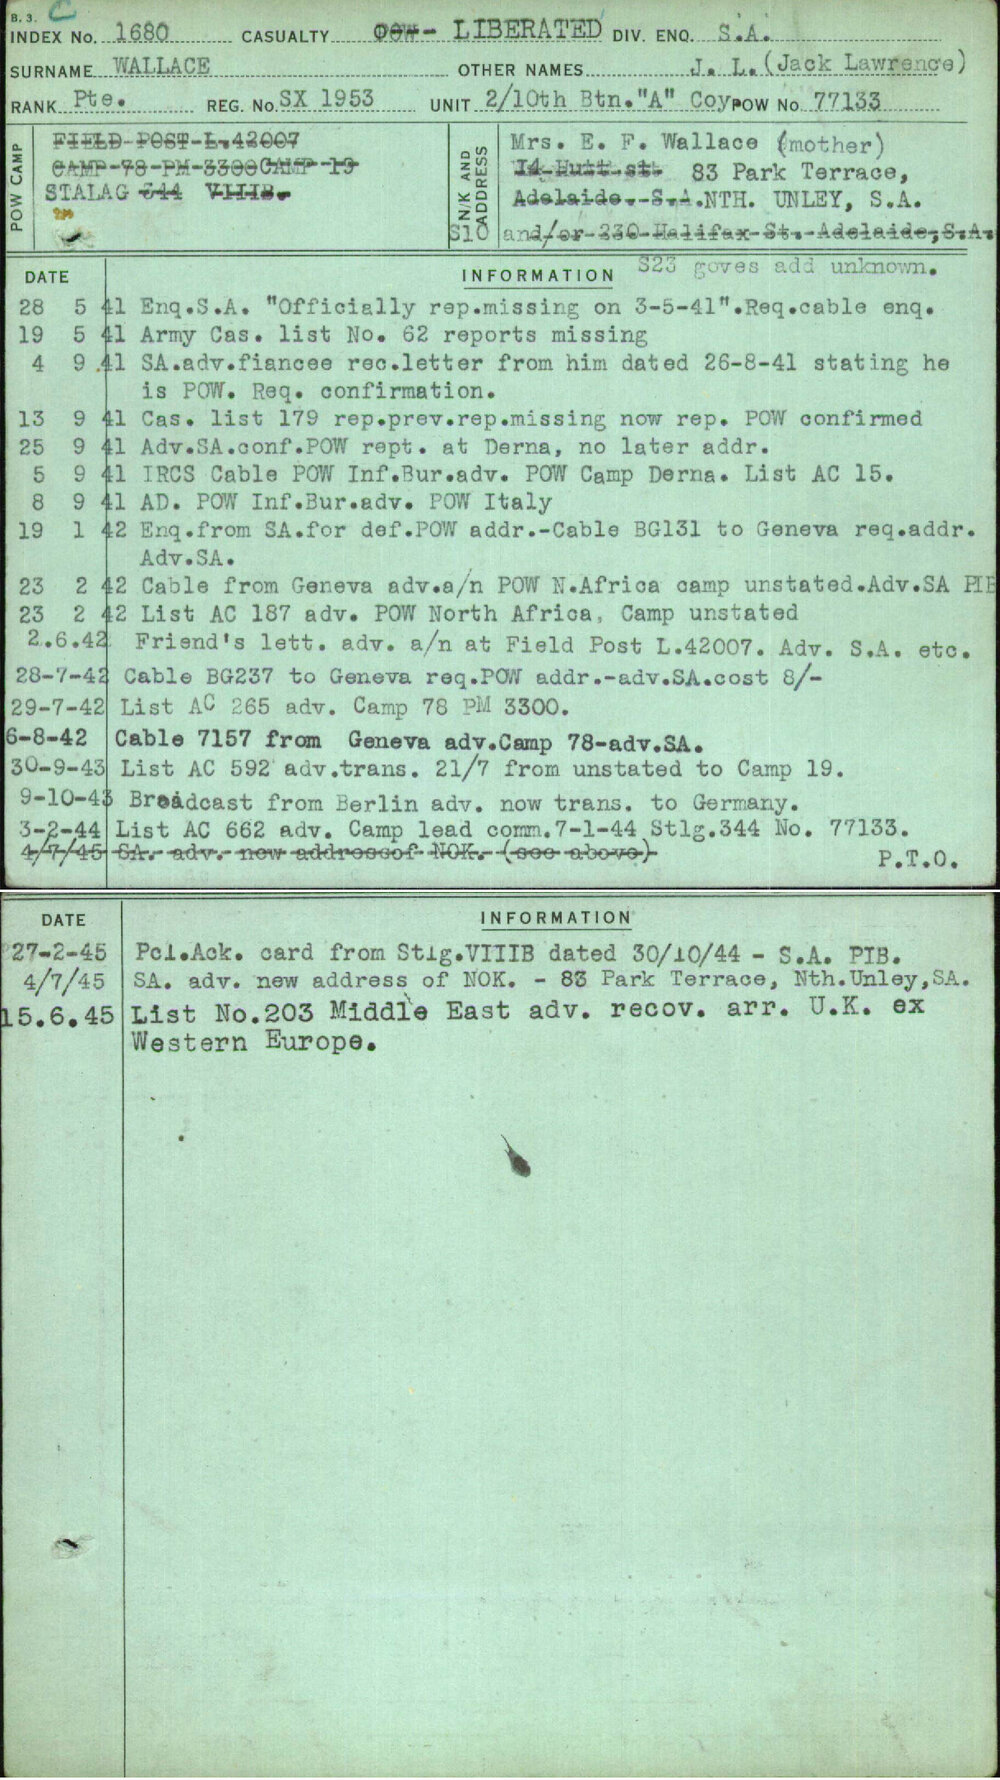 B. 3. C
INDEX No. 1680 CASUALTY POW - LIBERATED DIV. ENQ. S.A.
SURNAME WALLACE OTHER NAMES J. L. (Jack Lawrence)
RANK Pte. REG. No. SX 1953 UNIT 2/10th Btn."A" Coy. POW No. 77133
POW CAMP
FIELD POST L.42007
CAMP 78 PM 3300 CAMP 19
STALAG 344 VIIIB.
N/K AND ADDRESS
S10
Mrs. E. F. Wallace (mother)
14 Hutt st. 83 Park Terrace,
Adelaide. S.A. NTH. UNLEY, S.A.
and/or 230 Halifax St. Adelaide, S.A.
DATE INFORMATION S23 goves add unknown.
28 5 41 Enq.S.A. "Officially rep.missing on 3-5-41".Req.cable enq.
19 5 41 Army Cas. list No. 62 reports missing
4 9 41 SA.adv.fiancee rec.letter from him dated 26-8-41 stating he
is POW. Req. confirmation.
13 9 41 Cas. list 179 rep.prev.rep.missing now rep. POW confirmed
25 9 41 Adv.SA.conf.POW rept. at Derna, no later addr.
5 9 41 IRCS Cable POW Inf.Bur.adv. POW Camp Derna. List AC 15.
8 9 41 AD. POW Inf.Bur.adv. POW Italy
19 1 42 Enq.from SA.for def.POW addr.-Cable BG131 to Geneva req.addr.
Adv.SA.
23 2 42 Cable from Geneva adv.a/n POW N.Africa camp unstated.Adv.SA PIB
23 2 42 List AC 187 adv. POW North Africa, Camp unstated
2.6.42 Friend's lett. adv. a/n at Field Post L.42007. Adv. S.A. etc.
28-7-42 Cable BG237 to Geneva req.POW addr.-adv.SA.cost 8/-
29-7-42 List AC 265 adv. Camp 78 PM 3300.
6-8-42 Cable 7157 from Geneva adv.Camp 78-adv.SA.
30-9-43 List AC 592 adv.trans. 21/7 from unstated to Camp 19.
9-10-43 Broadcast from Berlin adv. now trans. to Germany.
3-2-44 List AC 662 adv. Camp lead comm.7-1-44 Stlg.344 No. 77133.
4/7/45 SA. adv. new addressof NOK. (see above)
P.T.O.
DATE INFORMATION
27-2-45 Pcl.Ack. card from Stlg.VIIIB dated 30/10/44 - S.A. PIB.
4/7/45 SA. adv. new address of NOK. - 83 Park Terrace, Nth.Unley,SA.
15.6.45 List No.203 Middle East adv. recov. arr. U.K. ex
Western Europe.